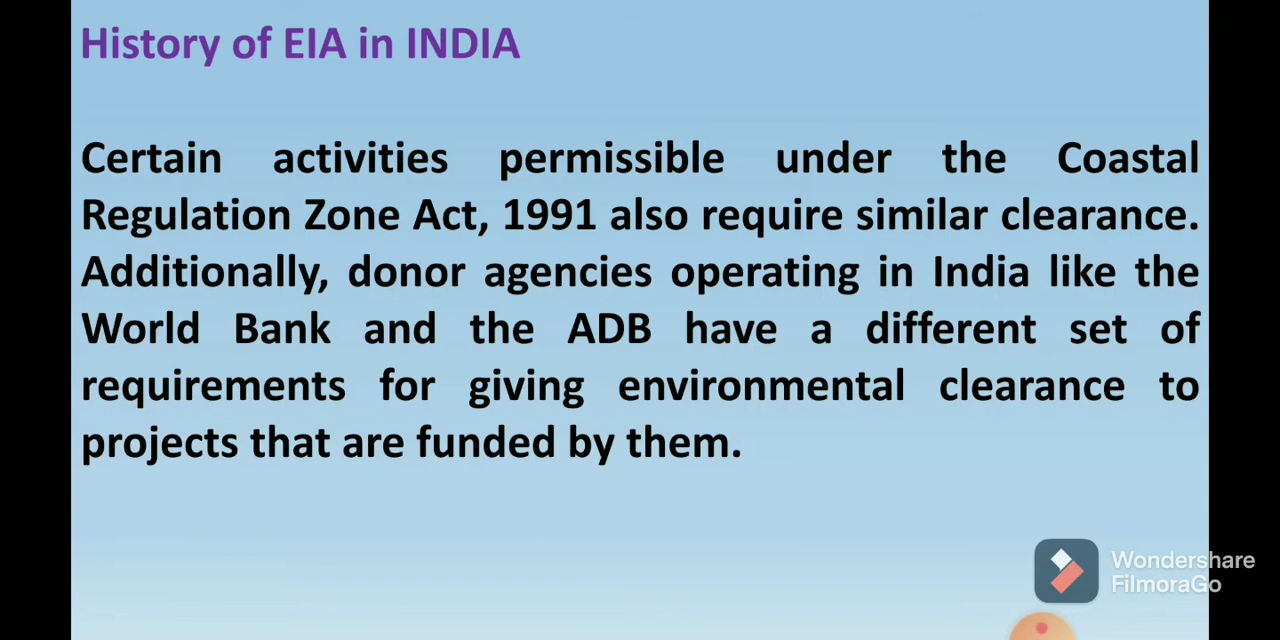 History of EIA in INDIA
Certain activities permissible under the Coastal
Regulation Zone Act, 1991 also require similar clearance.
Additionally, donor agencies operating in India like the
World Bank and the ADB have a different set of
requirements for giving environmental clearance to
projects that are funded by them.
Wondershare
FilmoraGo